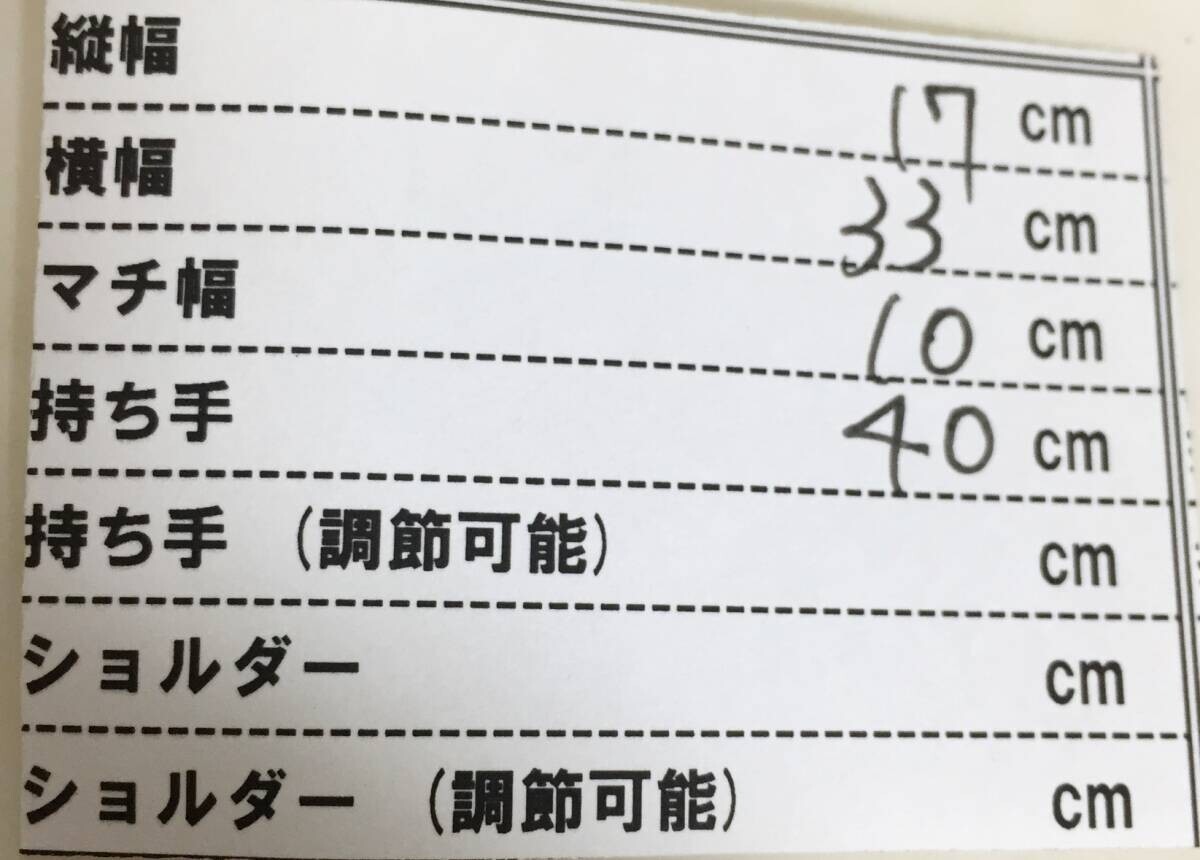 縦幅 17 cm
横幅 33 cm
マチ幅 10 cm
持ち手 40 cm
持ち手 (調節可能) cm
ショルダー cm
ショルダー (調節可能) cm